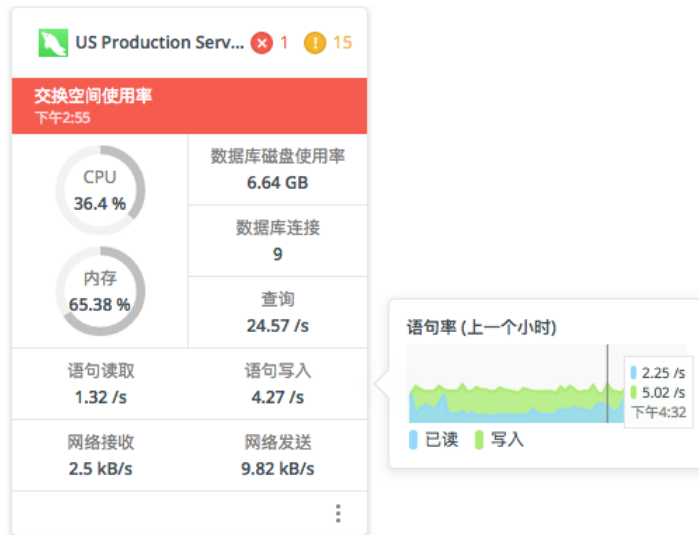 US Production Serv... 1 15
交换空间使用率
下午2:55
CPU
36.4 %
内存
65.38 %
数据库磁盘使用率
6.64 GB
数据库连接
9
查询
24.57 /s
语句读取 语句写入
1.32 /s 4.27 /s
网络接收 网络发送
2.5 kB/s 9.82 kB/s
语句率 (上一个小时)
2.25 /s
5.02 /s
下午4:32
已读 写入